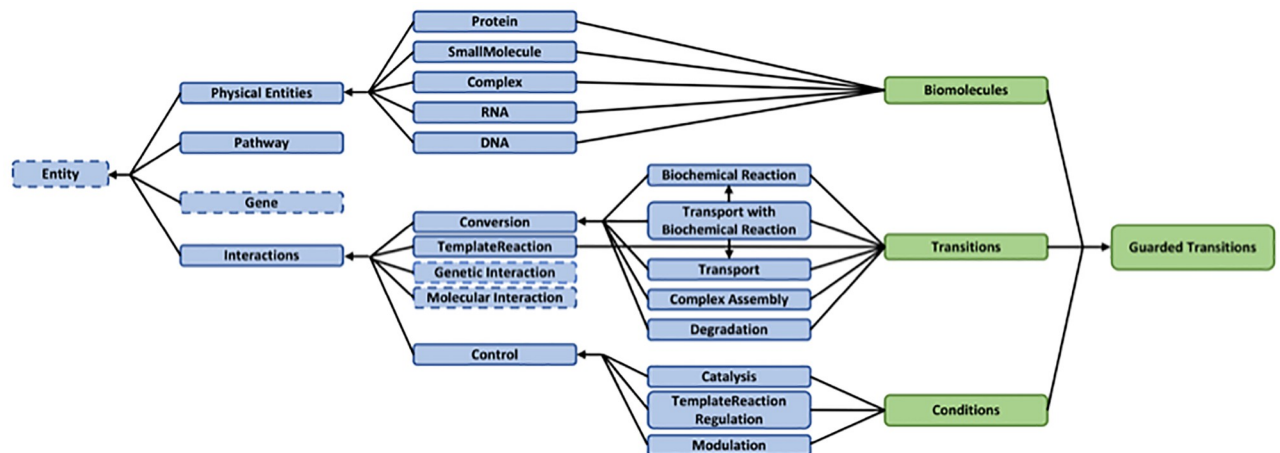 Protein
SmallMolecule
Complex
RNA
DNA
Physical Entities
Pathway
Entity
Gene
Interactions
Conversion
TemplateReaction
Genetic Interaction
Molecular Interaction
Control
Biochemical Reaction
Transport with
Biochemical Reaction
Transport
Complex Assembly
Degradation
Catalysis
TemplateReaction
Regulation
Modulation
Biomolecules
Transitions
Conditions
Guarded Transitions